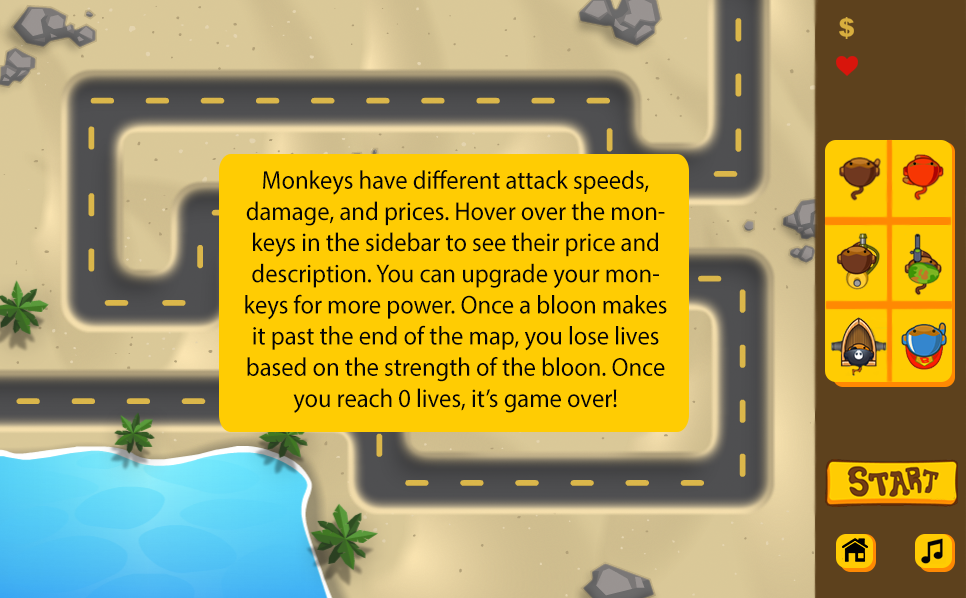 $
Monkeys have different attack speeds,
damage, and prices. Hover over the mon-
keys in the sidebar to see their price and
description. You can upgrade your mon-
keys for more power. Once a bloon makes
it past the end of the map, you lose lives
based on the strength of the bloon. Once
you reach 0 lives, it’s game over!
START